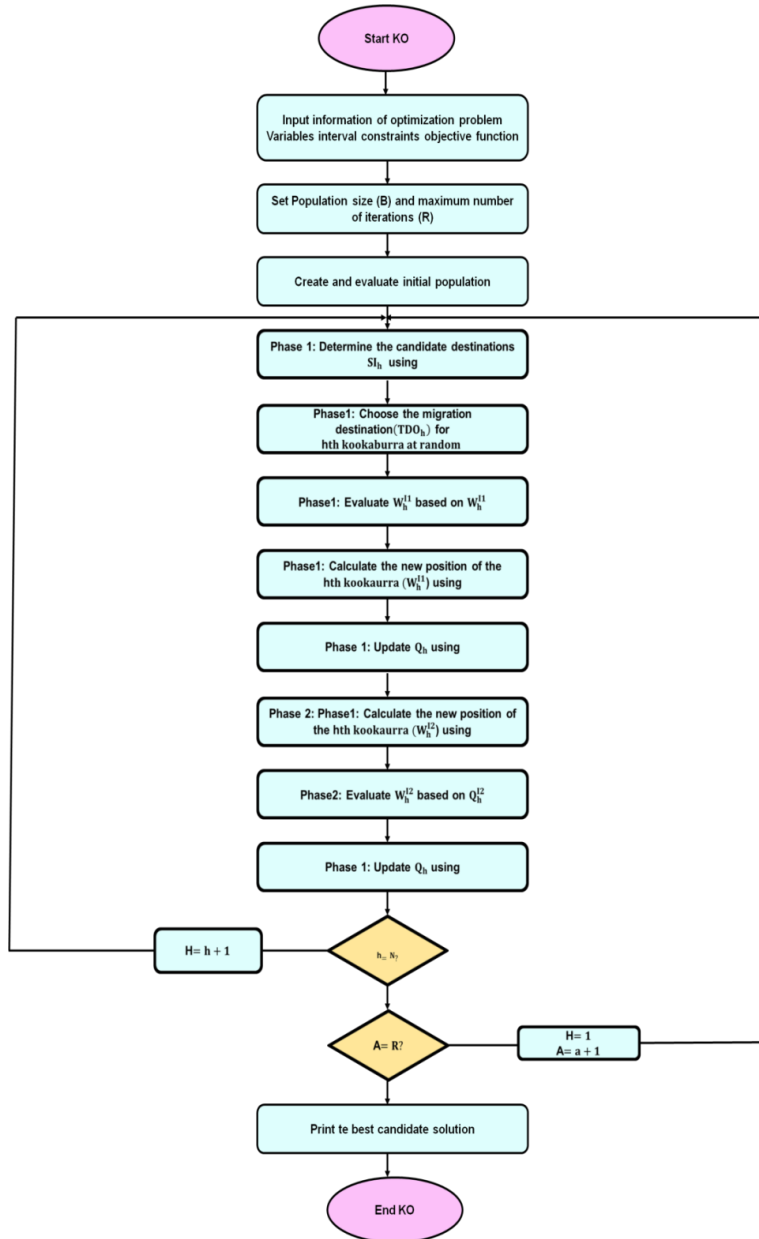 Start KO
Input information of optimization problem
Variables interval constraints objective function
Set Population size (B) and maximum number
of iterations (R)
Create and evaluate initial population
Phase 1: Determine the candidate destinations
SI_h using
Phase1: Choose the migration
destination(TDO_h) for
hth kookaburra at random
Phase1: Evaluate W_h^{I1} based on W_h^{I1}
Phase1: Calculate the new position of the
hth kookaurra (W_h^{I1}) using
Phase 1: Update Q_h using
Phase 2: Phase1: Calculate the new position of
the hth kookaurra (W_h^{I2}) using
Phase2: Evaluate W_h^{I2} based on Q_h^{I2}
Phase 1: Update Q_h using
H= h + 1
h= N?
A= R?
H= 1
A= a + 1
Print te best candidate solution
End KO